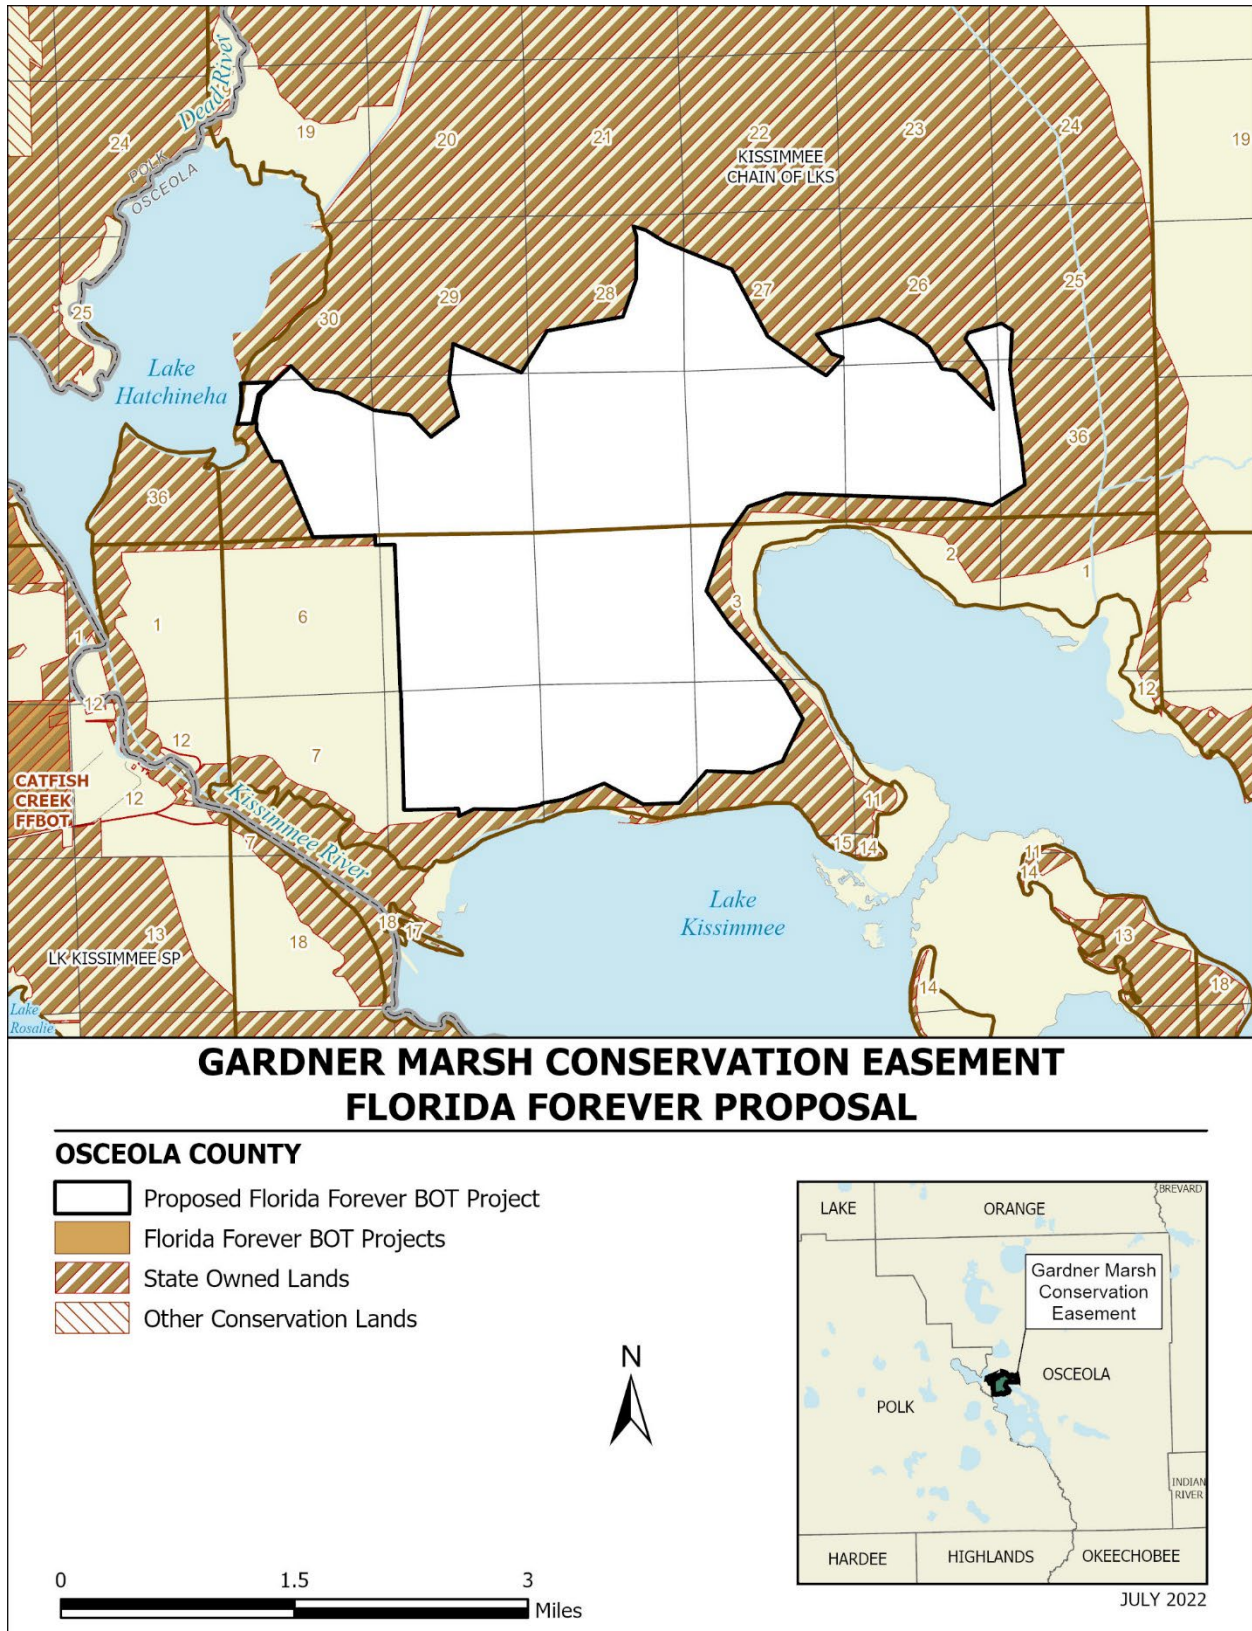 Dead River
24
19
20
21
22
23
24
19
KISSIMMEE
CHAIN OF LKS
POLK
OSCEOLA
25
30
29
28
27
26
25
Lake
Hatchineha
36
36
1
6
3
2
1
1
12
12
12
7
12
CATFISH
CREEK
FFBOT
Kissimmee River
7
11
15
14
11
14
Lake
Kissimmee
13
LK KISSIMMEE SP
18
18
17
13
14
18
Lake
Rosalie
GARDNER MARSH CONSERVATION EASEMENT
FLORIDA FOREVER PROPOSAL
OSCEOLA COUNTY
Proposed Florida Forever BOT Project
Florida Forever BOT Projects
State Owned Lands
Other Conservation Lands
N
0
1.5
3
Miles
LAKE
ORANGE
BREVARD
Gardner Marsh
Conservation
Easement
OSCEOLA
POLK
INDIAN
RIVER
HARDEE
HIGHLANDS
OKEECHOBEE
JULY 2022